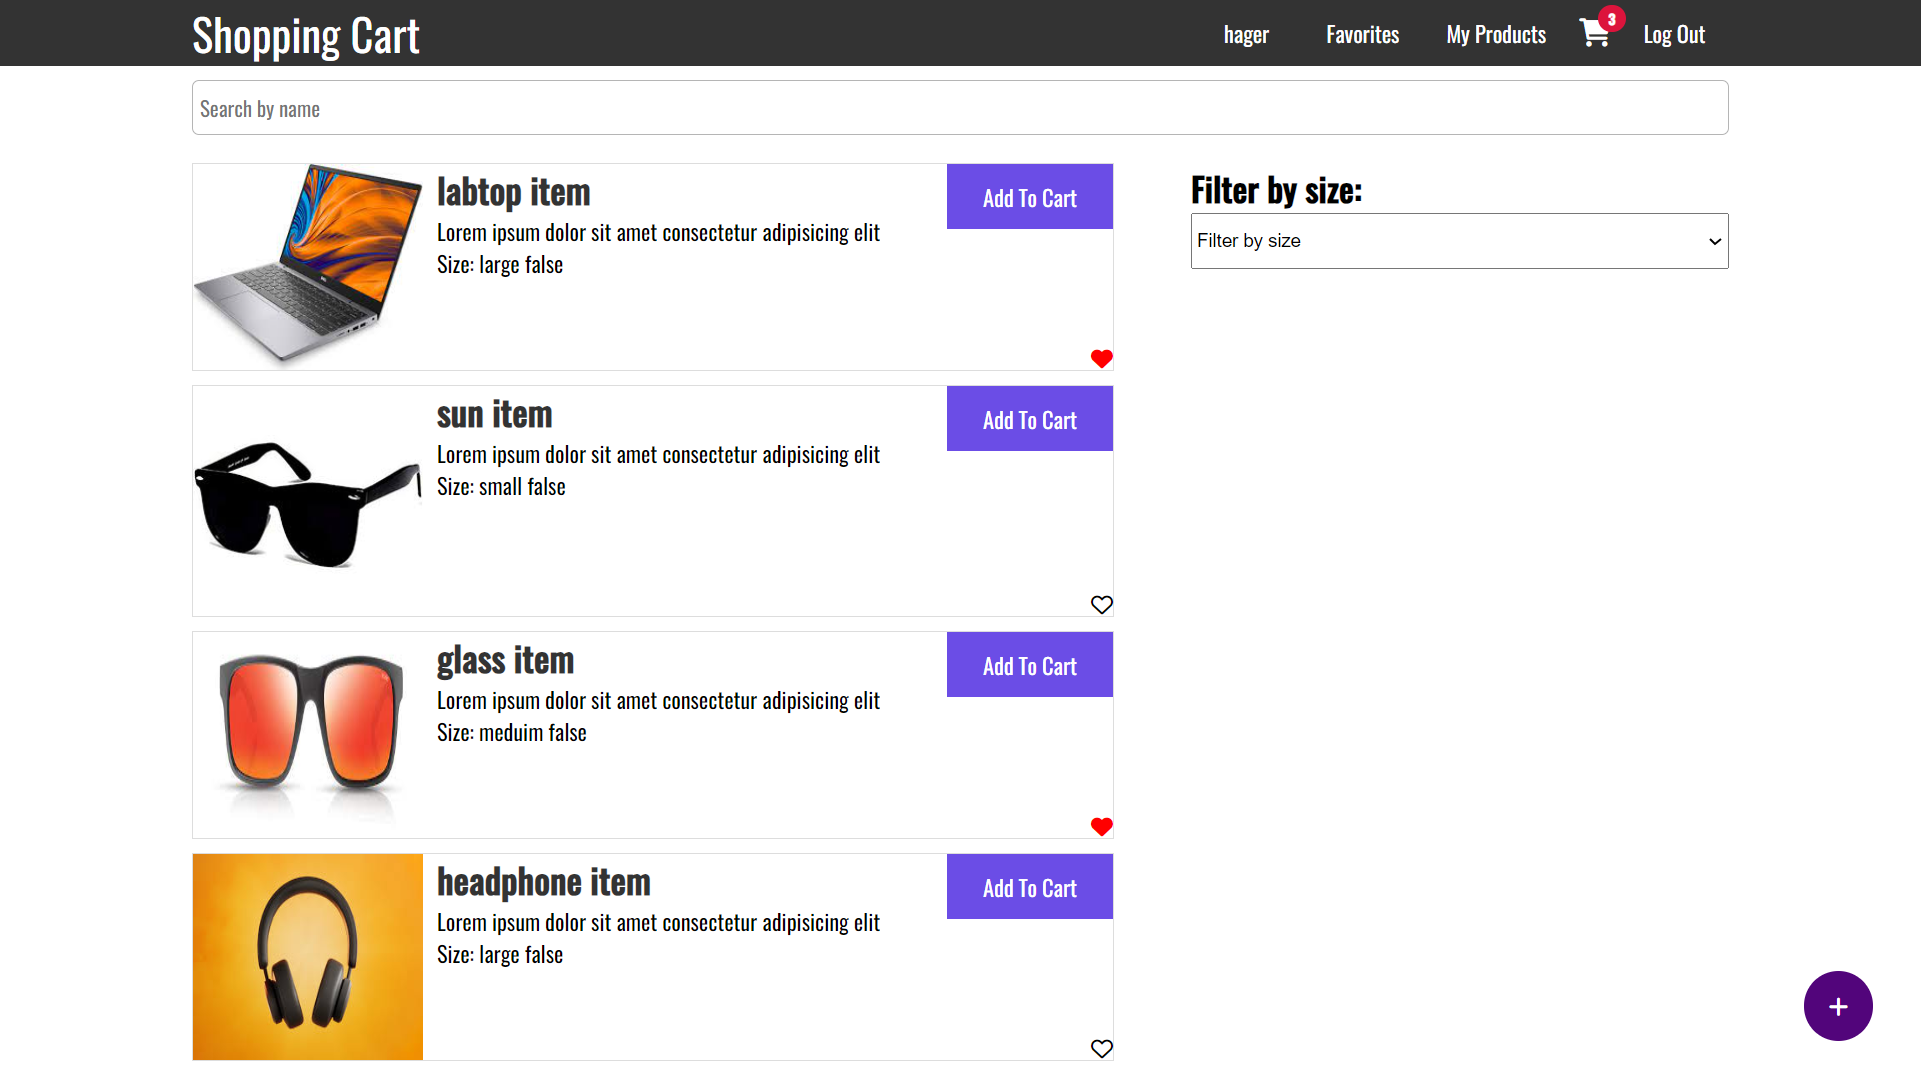 Shopping Cart
hager
Favorites
My Products
3
Log Out
Search by name
labtop item
Lorem ipsum dolor sit amet consectetur adipisicing elit
Size: large false
Add To Cart
sun item
Lorem ipsum dolor sit amet consectetur adipisicing elit
Size: small false
Add To Cart
glass item
Lorem ipsum dolor sit amet consectetur adipisicing elit
Size: meduim false
Add To Cart
headphone item
Lorem ipsum dolor sit amet consectetur adipisicing elit
Size: large false
Add To Cart
Filter by size:
Filter by size
+